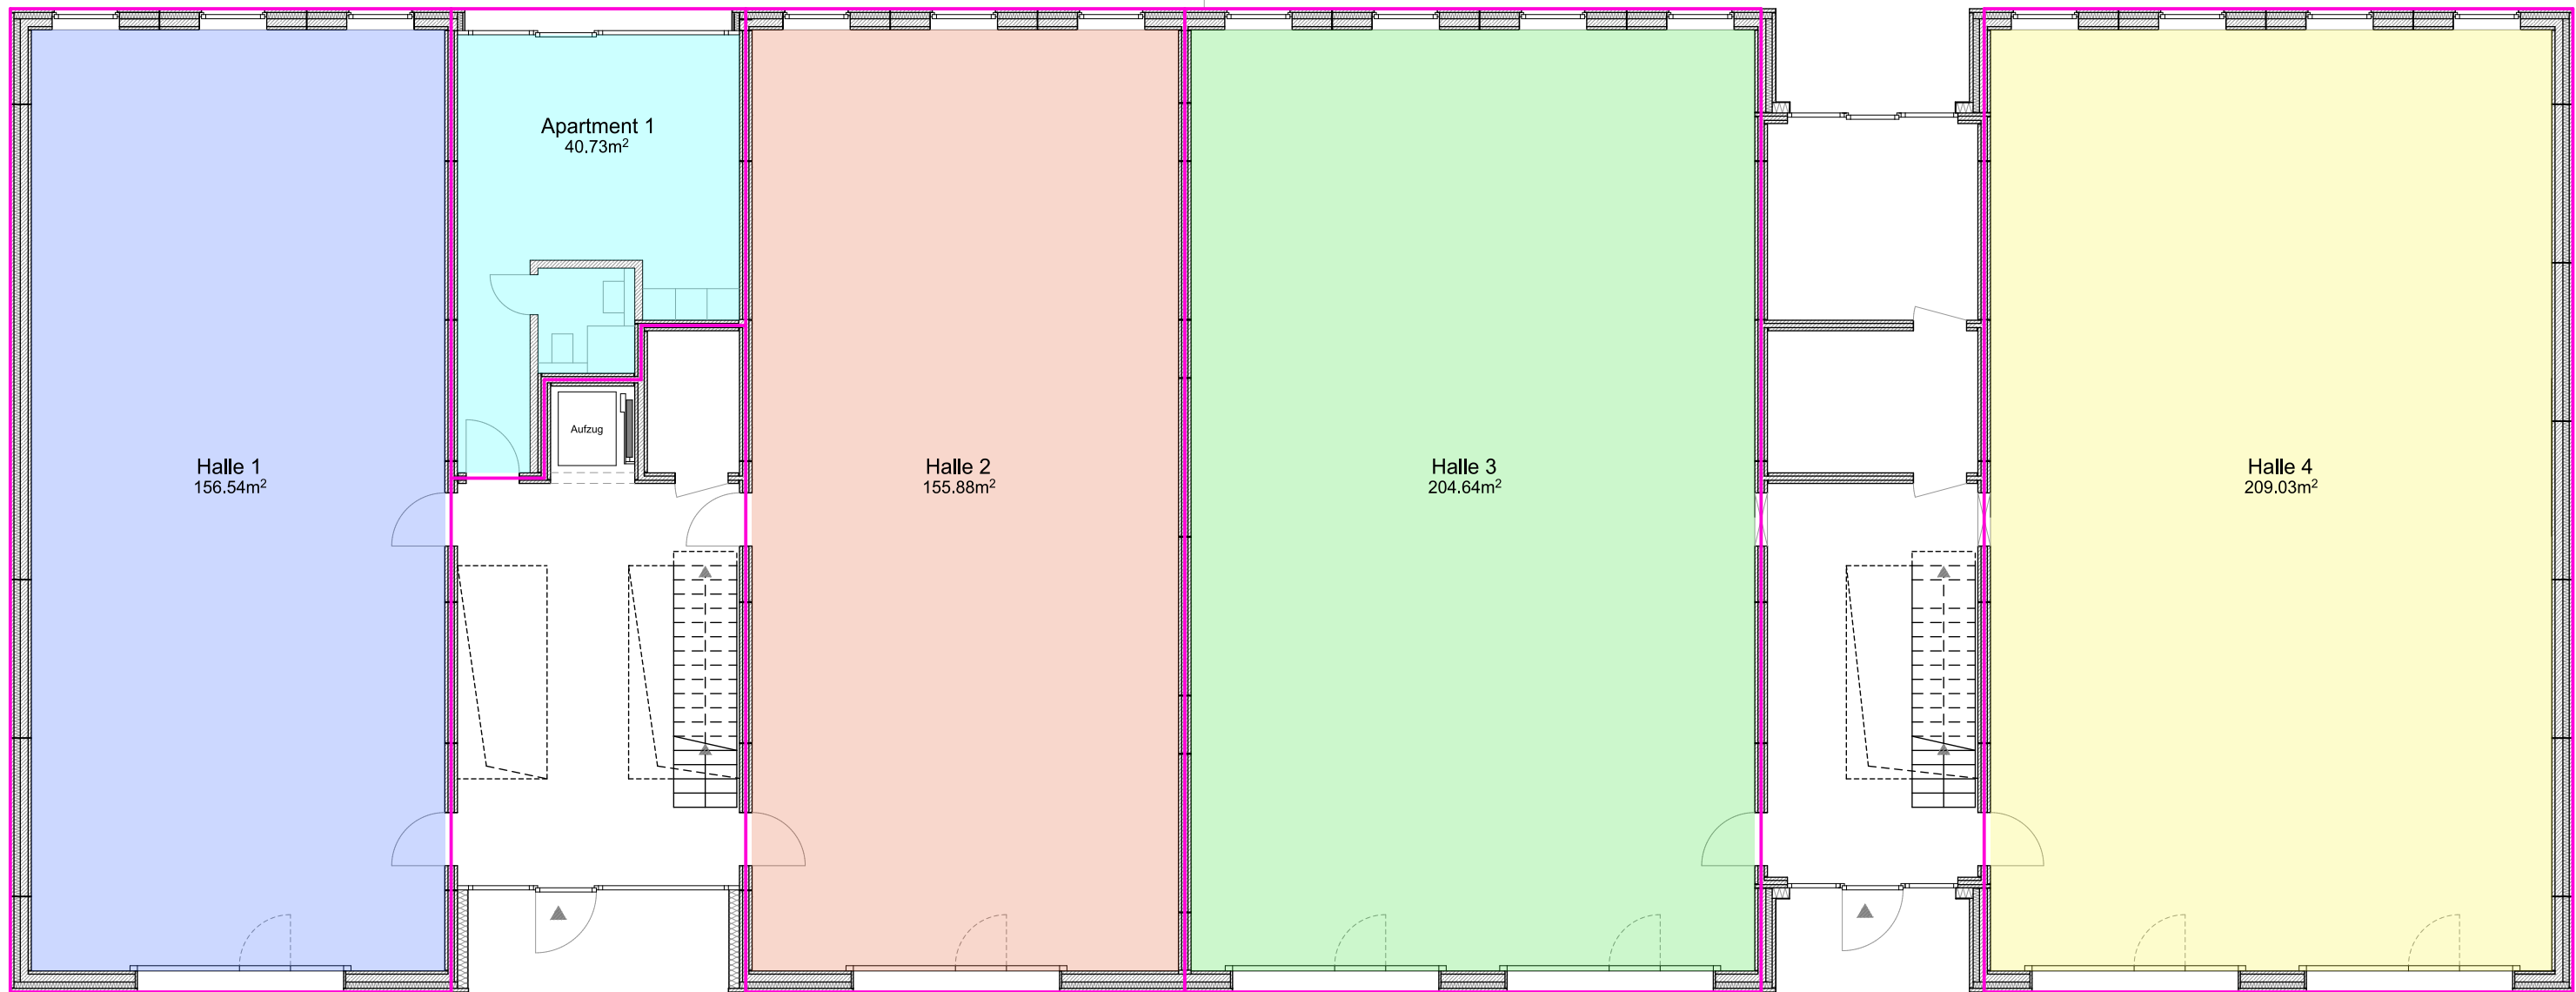 Apartment 1
40.73m²
Aufzug
Halle 1
156.54m²
Halle 2
155.88m²
Halle 3
204.64m²
Halle 4
209.03m²